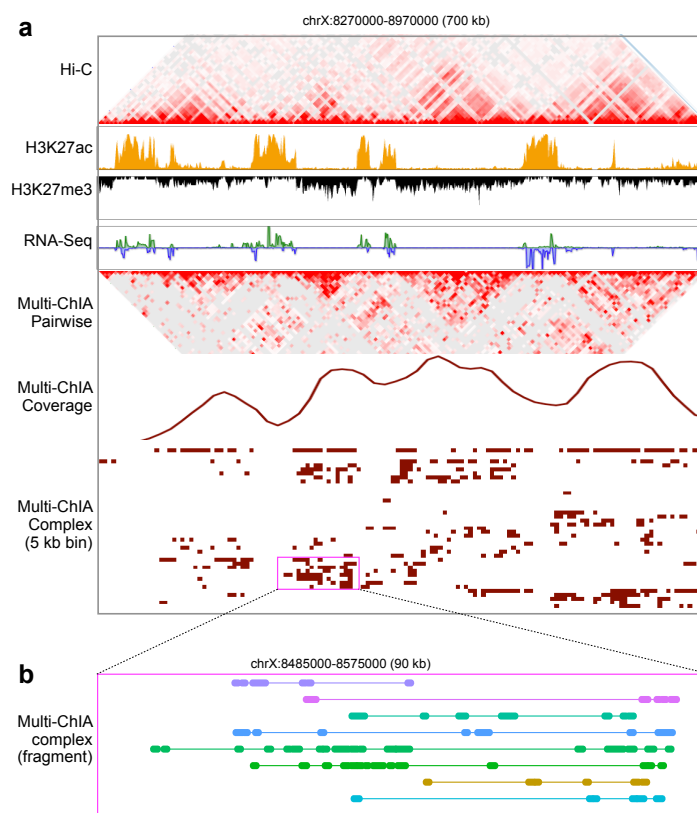 a
chrX:8270000-8970000 (700 kb)
Hi-C
H3K27ac
H3K27me3
RNA-Seq
Multi-ChIA
Pairwise
Multi-ChIA
Coverage
Multi-ChIA
Complex
(5 kb bin)
b
chrX:8485000-8575000 (90 kb)
Multi-ChIA
complex
(fragment)